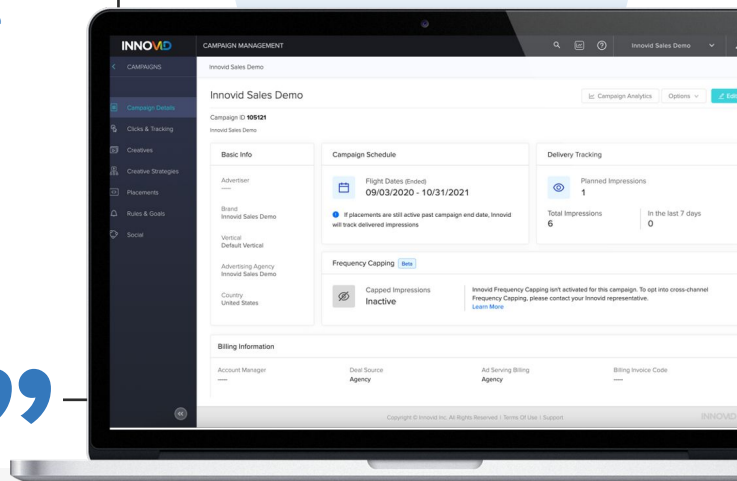 INNOVID
CAMPAIGN MANAGEMENT
Innovid Sales Demo
CAMPAIGNS
Innovid Sales Demo
Innovid Sales Demo
Campaign Analytics
Options
Edit
Campaign ID 105121
Innovid Sales Demo
Campaign Details
Clicks & Tracking
Creatives
Creative Strategies
Placements
Rules & Goals
Social
Basic Info
Advertiser
----
Brand
Innovid Sales Demo
Vertical
Default Vertical
Advertising Agency
Innovid Sales Demo
Country
United States
Campaign Schedule
Flight Dates (Ended)
09/03/2020 - 10/31/2021
If placements are still active past campaign end date, Innovid
will track delivered impressions
Delivery Tracking
Planned Impressions
1
Total Impressions
6
In the last 7 days
0
Frequency Capping Beta
Capped Impressions
Inactive
Innovid Frequency Capping isn't activated for this campaign. To opt into cross-channel
Frequency Capping, please contact your Innovid representative.
Learn More
Billing Information
Account Manager
----
Deal Source
Agency
Ad Serving Billing
Agency
Billing Invoice Code
----
Copyright © Innovid Inc. All Rights Reserved / Terms Of Use / Support
INNOVID
”